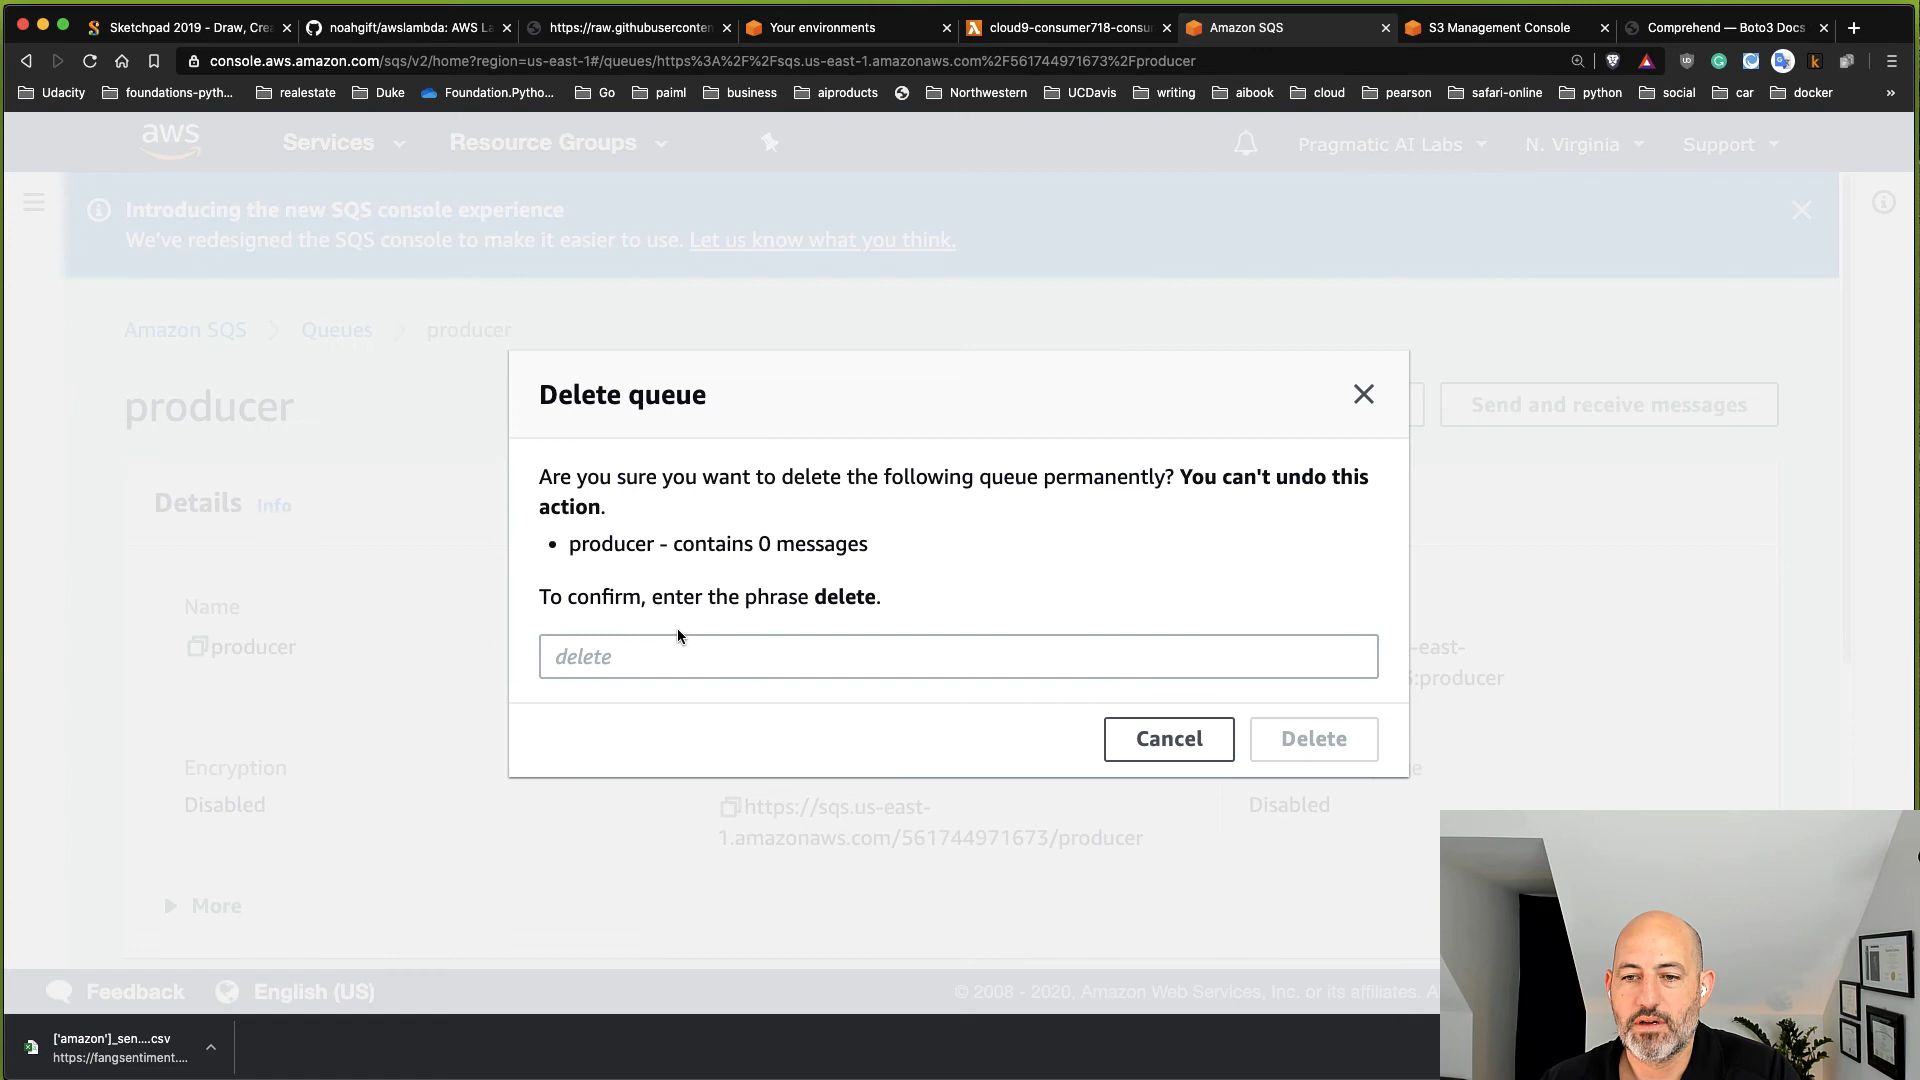 Sketchpad 2019 - Draw, Crea
noahgift/awslambda: AWS La
https://raw.githubuserconten
Your environments
cloud9-consumer718-consum
Amazon SQS
S3 Management Console
Comprehend — Boto3 Docs
console.aws.amazon.com/sqs/v2/home?region=us-east-1#/queues/https%3A%2F%2Fsqs.us-east-1.amazonaws.com%2F561744971673%2Fproducer
Udacity
foundations-pyth...
realestate
Duke
Foundation.Pytho...
Go
paiml
business
aiproducts
Northwestern
UCDavis
writing
aibook
cloud
pearson
safari-online
python
social
car
docker
»
aws
Services
Resource Groups
Pragmatic AI Labs
N. Virginia
Support
Introducing the new SQS console experience
We've redesigned the SQS console to make it easier to use. Let us know what you think.
Amazon SQS
Queues
producer
producer
Send and receive messages
Delete queue
Are you sure you want to delete the following queue permanently? You can't undo this
action.
• producer - contains 0 messages
To confirm, enter the phrase delete.
delete
Cancel
Delete
Details
Info
Name
producer
-east-
:producer
Encryption
Disabled
https://sqs.us-east-
1.amazonaws.com/561744971673/producer
Disabled
More
Feedback
English (US)
© 2008 - 2020, Amazon Web Services, Inc. or its affiliates. A
['amazon']_sen....csv
https://fangsentiment....